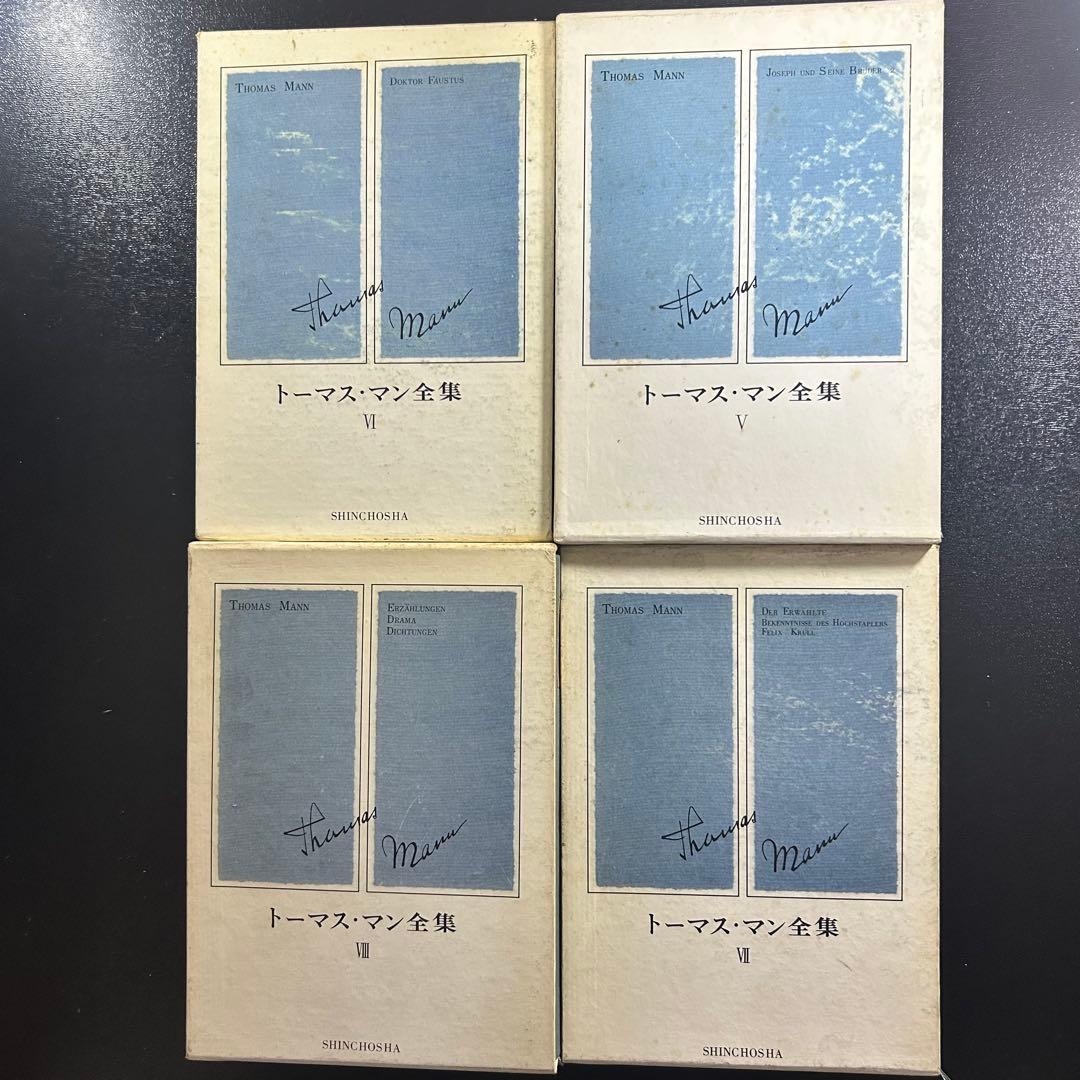 THOMAS MANN
DOKTOR FAUSTUS
Thomas Mann
トーマス・マン全集
VI
SHINCHOSHA
THOMAS MANN
JOSEPH UND SEINE BRÜDER 2
Thomas Mann
トーマス・マン全集
V
SHINCHOSHA
THOMAS MANN
ERZÄHLUNGEN
DRAMA
DICHTUNGEN
Thomas Mann
トーマス・マン全集
VIII
SHINCHOSHA
THOMAS MANN
DER ERWÄHLTE
BEKENNTNISSE DES HOCHSTAPLERS
FELIX KRULL
Thomas Mann
トーマス・マン全集
VII
SHINCHOSHA